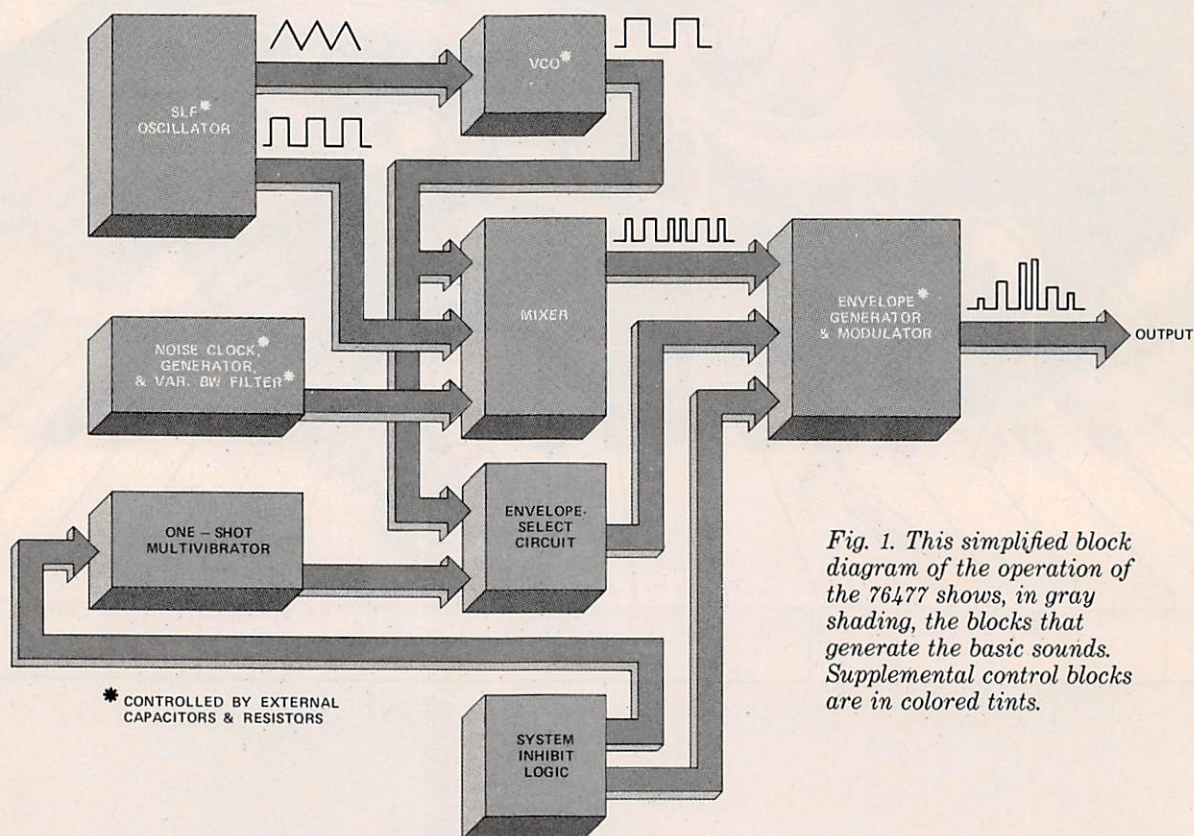 SLF*
OSCILLATOR
VCO*
MIXER
ENVELOPE*
GENERATOR
& MODULATOR
OUTPUT
NOISE CLOCK,*
GENERATOR,
& VAR. BW FILTER*
ONE-SHOT
MULTIVIBRATOR
ENVELOPE-
SELECT
CIRCUIT
SYSTEM
INHIBIT
LOGIC
* CONTROLLED BY EXTERNAL
CAPACITORS & RESISTORS
Fig. 1. This simplified block
diagram of the operation of
the 76477 shows, in gray
shading, the blocks that
generate the basic sounds.
Supplemental control blocks
are in colored tints.